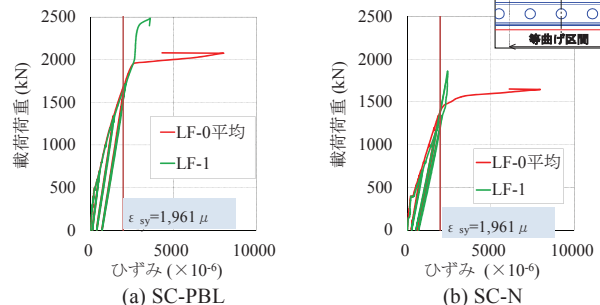 等曲げ区間
載荷荷重 (kN)
2500
2000
1500
1000
500
0
LF-0平均
LF-1
ε sy=1,961 μ
0
5000
10000
ひずみ (×10-6)
(a) SC-PBL
載荷荷重 (kN)
2500
2000
1500
1000
500
0
LF-0平均
LF-1
ε sy=1,961 μ
0
5000
10000
ひずみ (×10-6)
(b) SC-N